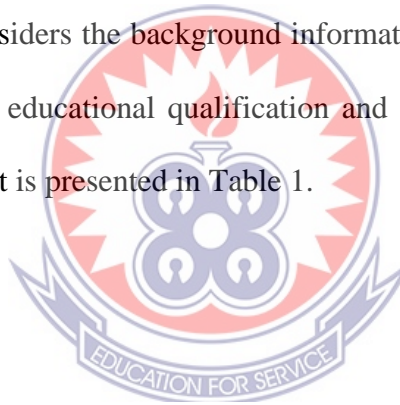 siders the background informat
educational qualification and
t is presented in Table 1.
EDUCATION FOR SERVICE